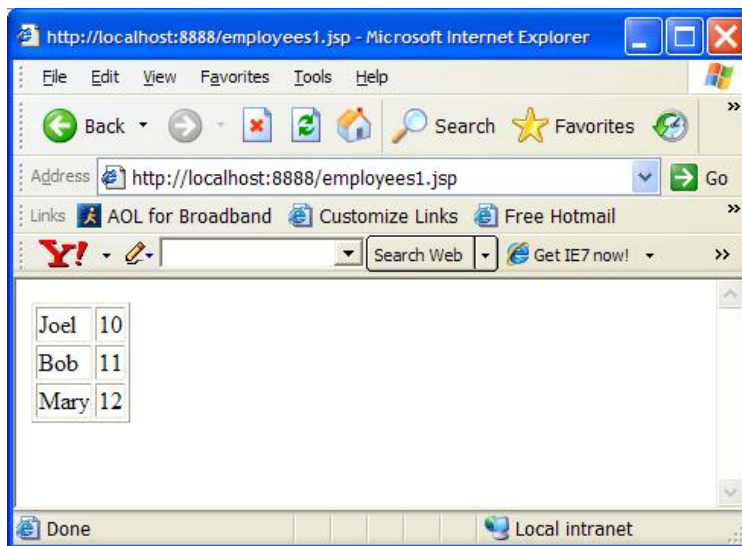 http://localhost:8888/employees1.jsp - Microsoft Internet Explorer
File Edit View Favorites Tools Help
Back Search Favorites »
Address http://localhost:8888/employees1.jsp Go
Links AOL for Broadband Customize Links Free Hotmail »
Y! Search Web Get IE7 now! »
Joel 10
Bob 11
Mary 12
Done Local intranet